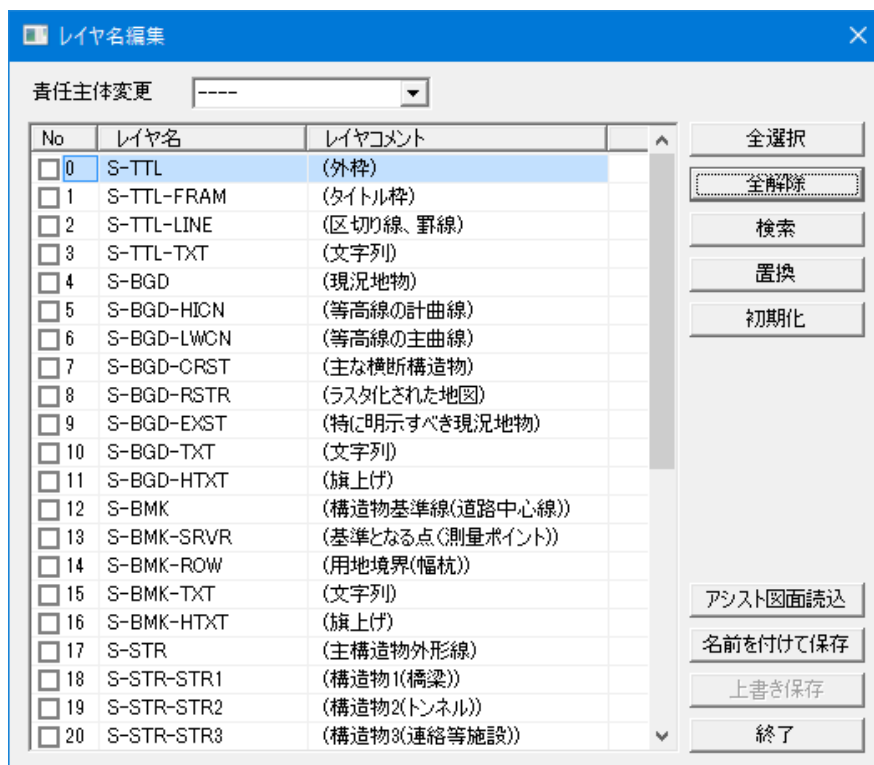 レイヤ名編集
責任主体変更 ----
No レイヤ名 レイヤコメント
0 S-TTL (外枠)
1 S-TTL-FRAM (タイトル枠)
2 S-TTL-LINE (区切り線、罫線)
3 S-TTL-TXT (文字列)
4 S-BGD (現況地物)
5 S-BGD-HICN (等高線の計曲線)
6 S-BGD-LWCN (等高線の主曲線)
7 S-BGD-CRST (主な横断構造物)
8 S-BGD-RSTR (ラスタ化された地図)
9 S-BGD-EXST (特に明示すべき現況地物)
10 S-BGD-TXT (文字列)
11 S-BGD-HTXT (旗上げ)
12 S-BMK (構造物基準線(道路中心線))
13 S-BMK-SRVR (基準となる点(測量ポイント))
14 S-BMK-ROW (用地境界(幅杭))
15 S-BMK-TXT (文字列)
16 S-BMK-HTXT (旗上げ)
17 S-STR (主構造物外形線)
18 S-STR-STR1 (構造物1(橋梁))
19 S-STR-STR2 (構造物2(トンネル))
20 S-STR-STR3 (構造物3(連絡等施設))
全選択
全解除
検索
置換
初期化
アシスト図面読込
名前を付けて保存
上書き保存
終了